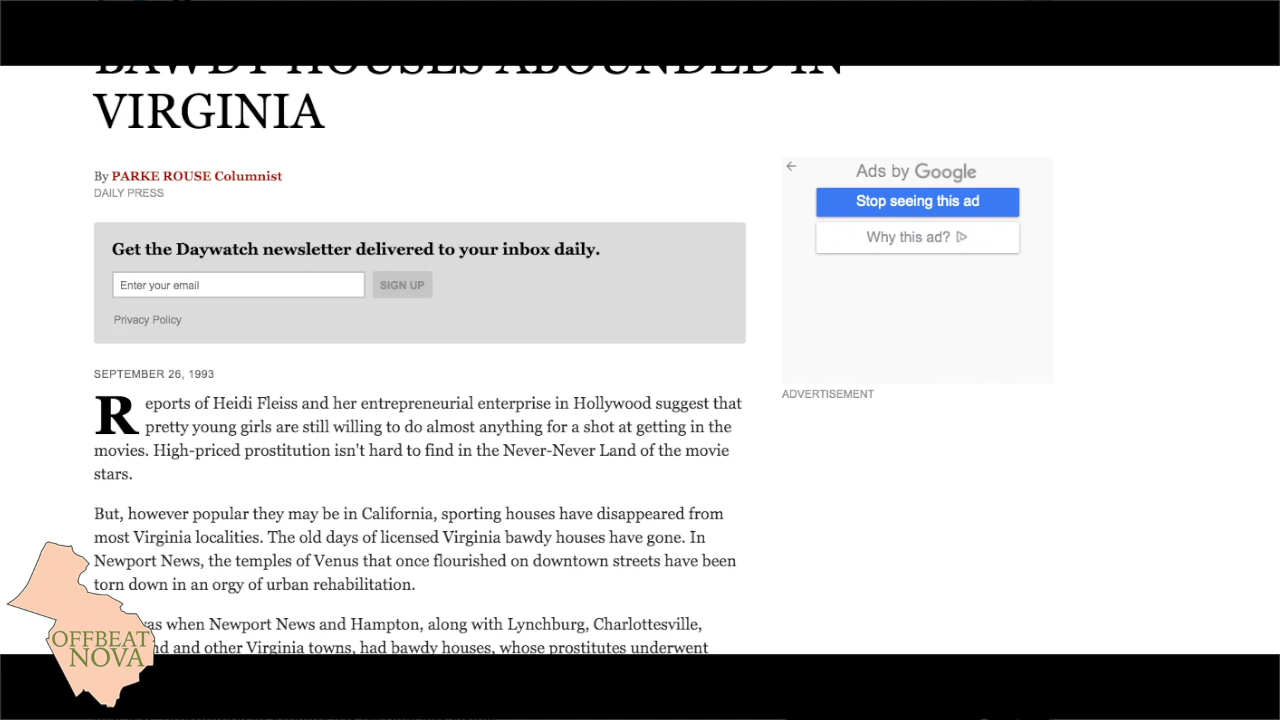 BAWDY HOUSES ABOUNDED IN
VIRGINIA
By PARKE ROUSE Columnist
DAILY PRESS
Get the Daywatch newsletter delivered to your inbox daily.
Enter your email
SIGN UP
Privacy Policy
Ads by Google
Stop seeing this ad
Why this ad?
ADVERTISEMENT
SEPTEMBER 26, 1993
Reports of Heidi Fleiss and her entrepreneurial enterprise in Hollywood suggest that
pretty young girls are still willing to do almost anything for a shot at getting in the
movies. High-priced prostitution isn't hard to find in the Never-Never Land of the movie
stars.
But, however popular they may be in California, sporting houses have disappeared from
most Virginia localities. The old days of licensed Virginia bawdy houses have gone. In
Newport News, the temples of Venus that once flourished on downtown streets have been
torn down in an orgy of urban rehabilitation.
when Newport News and Hampton, along with Lynchburg, Charlottesville,
and other Virginia towns, had bawdy houses, whose prostitutes underwent
OFFBEAT
NOVA